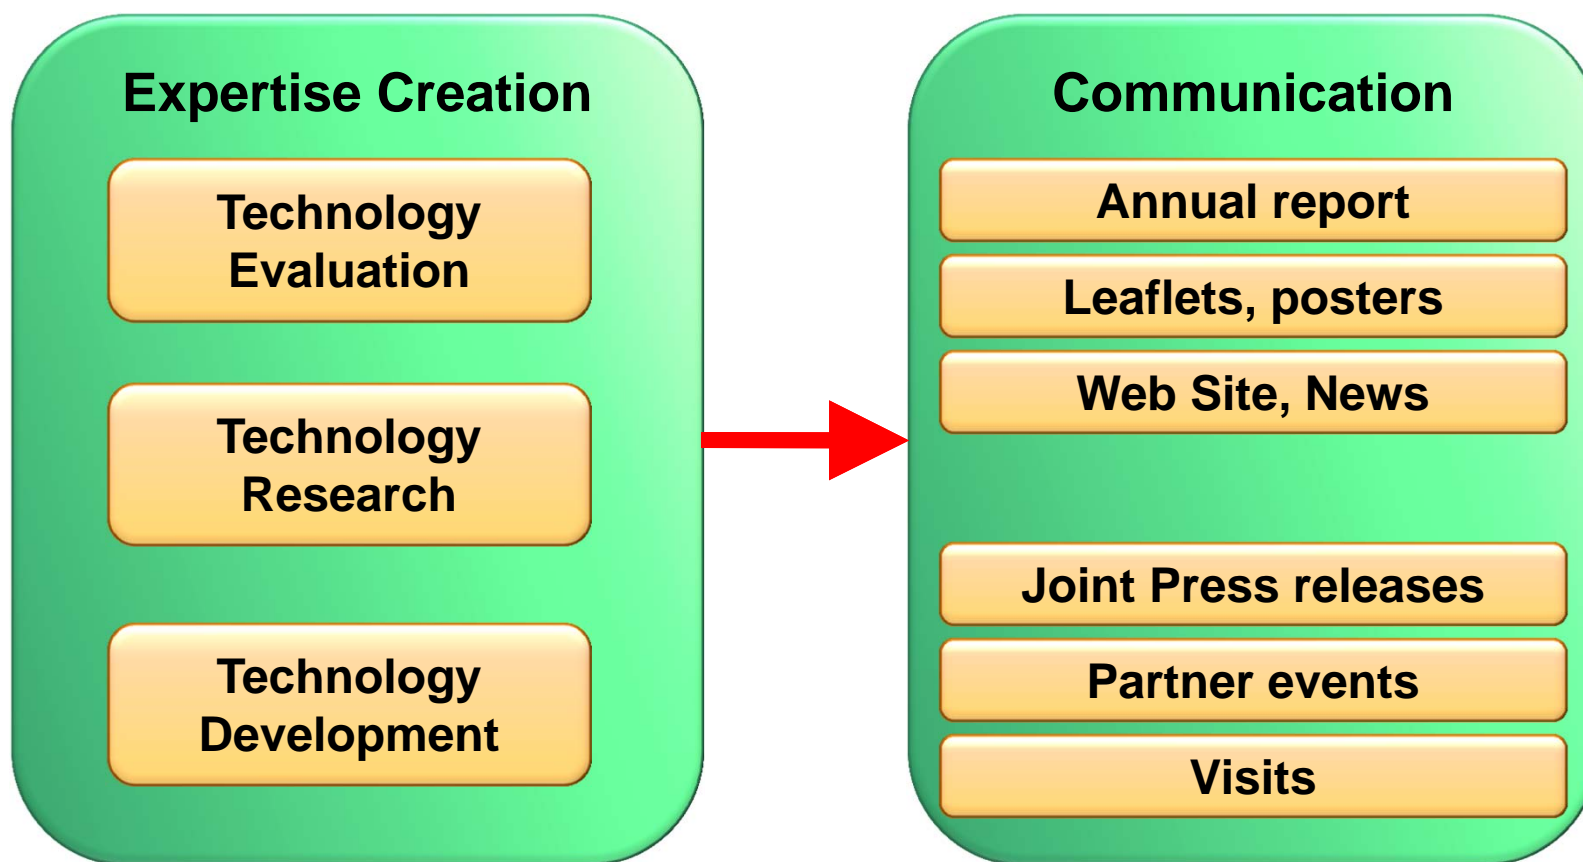 Expertise Creation
Technology
Evaluation
Technology
Research
Technology
Development
Communication
Annual report
Leaflets, posters
Web Site, News
Joint Press releases
Partner events
Visits